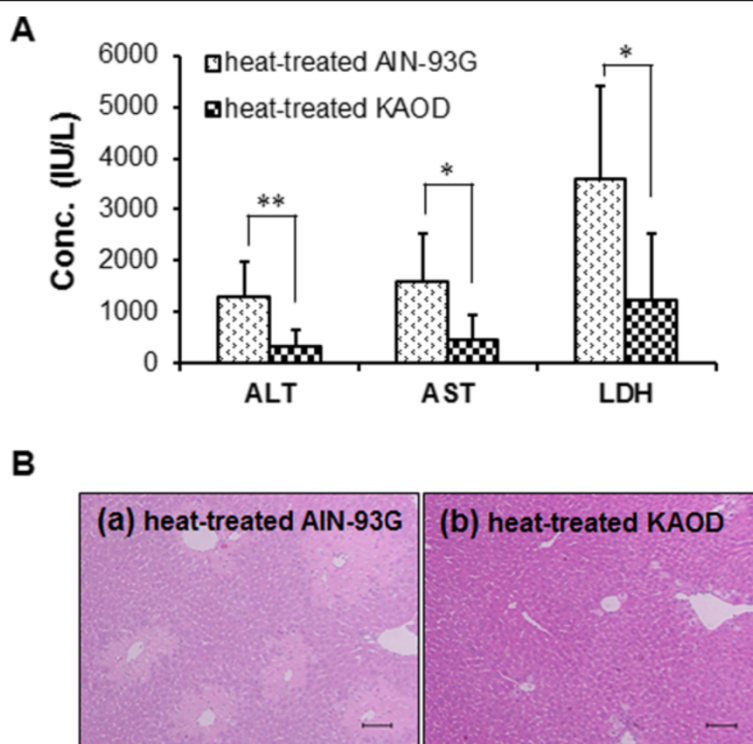 A
6000
5000
4000
3000
2000
1000
0
Conc. (IU/L)
heat-treated AIN-93G
heat-treated KAOD
**
*
*
ALT AST LDH
B
(a) heat-treated AIN-93G
(b) heat-treated KAOD